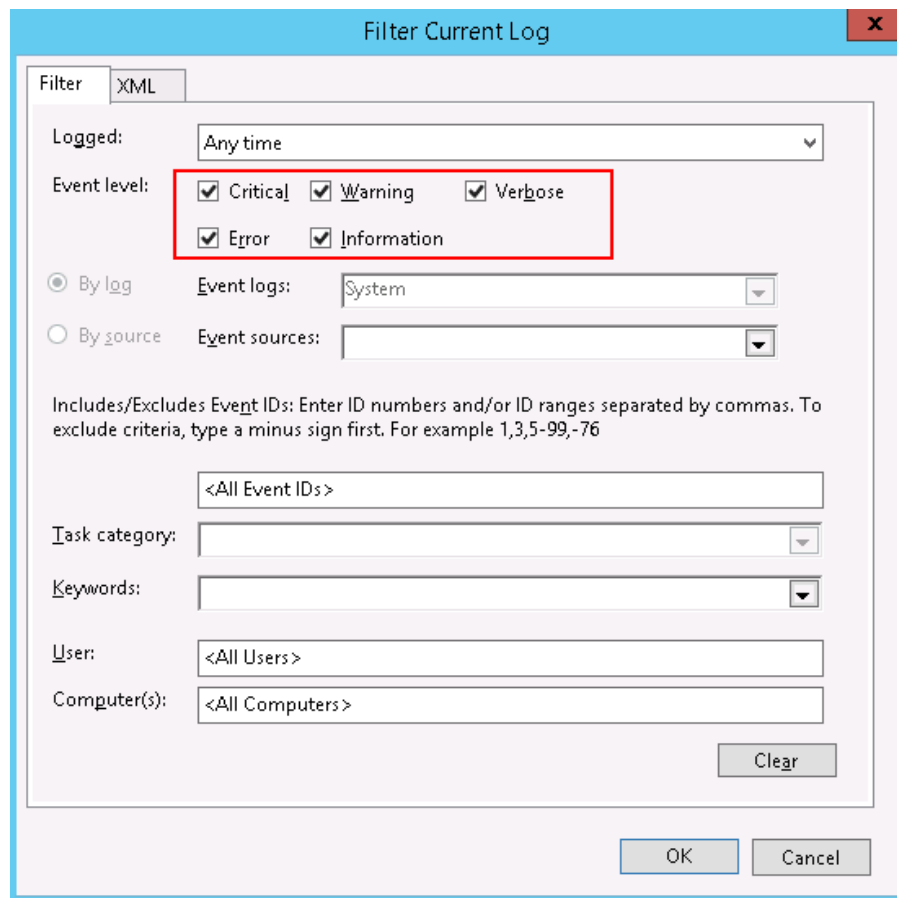 Filter Current Log
x
Filter XML
Logged: Any time
Event level: Critical Warning Verbose
Error Information
By log Event logs: System
By source Event sources:
Includes/Excludes Event IDs: Enter ID numbers and/or ID ranges separated by commas. To
exclude criteria, type a minus sign first. For example 1,3,5-99,-76
<All Event IDs>
Task category:
Keywords:
User: <All Users>
Computer(s): <All Computers>
Clear
OK Cancel